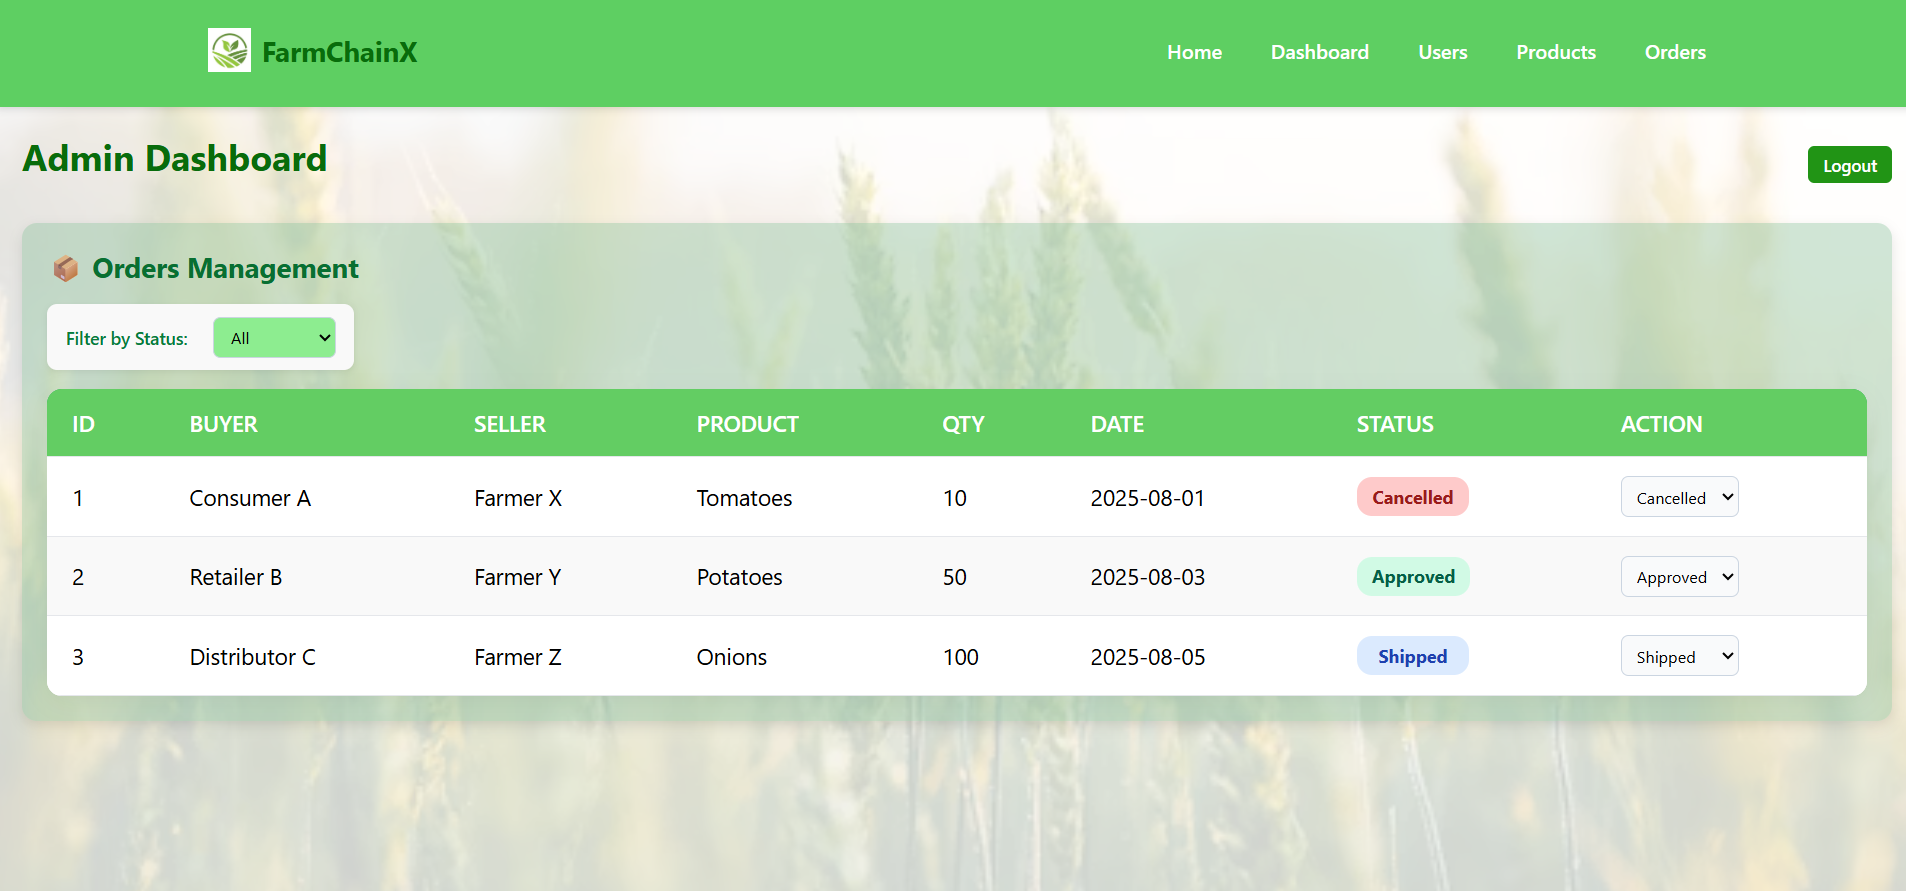 FarmChainX Home Dashboard Users Products Orders
Admin Dashboard
Logout
Orders Management
Filter by Status: All
ID BUYER SELLER PRODUCT QTY DATE STATUS ACTION
1 Consumer A Farmer X Tomatoes 10 2025-08-01 Cancelled Cancelled
2 Retailer B Farmer Y Potatoes 50 2025-08-03 Approved Approved
3 Distributor C Farmer Z Onions 100 2025-08-05 Shipped Shipped